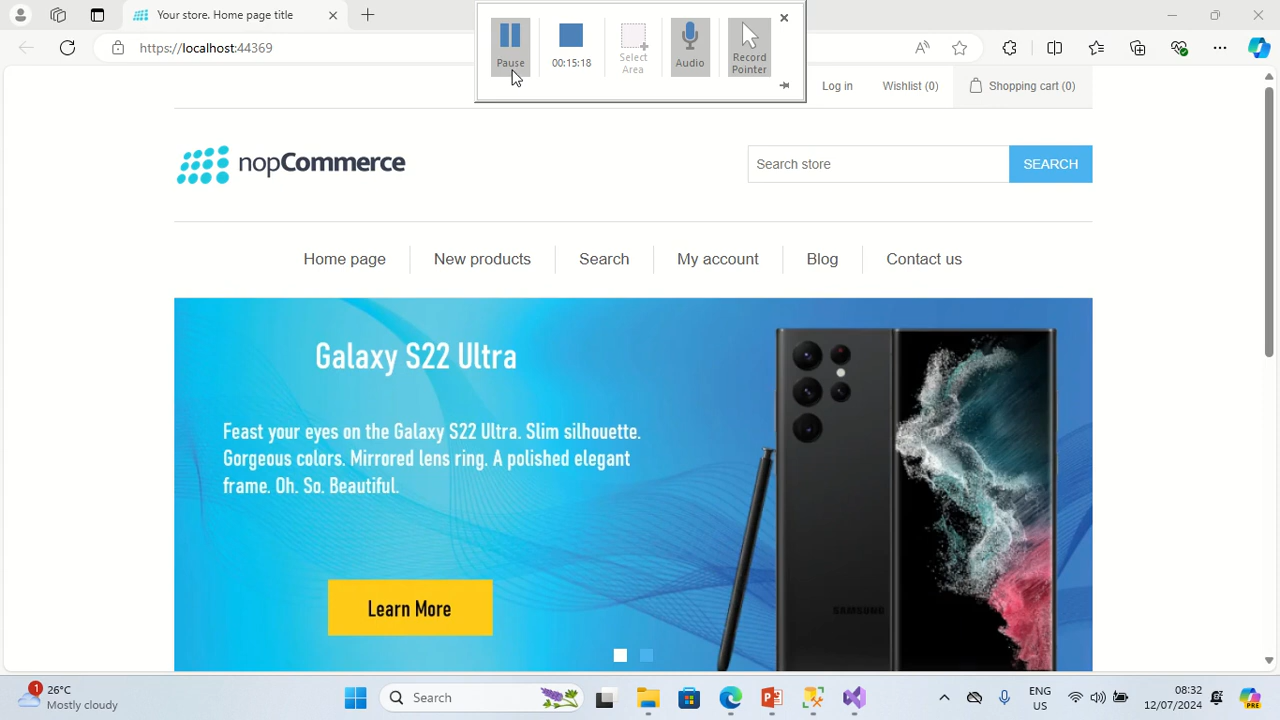 Your store. Home page title
https://localhost:44369
Pause
00:15:18
Select
Area
Audio
Record
Pointer
Log in
Wishlist (0)
Shopping cart (0)
nopCommerce
Search store
SEARCH
Home page
New products
Search
My account
Blog
Contact us
Galaxy S22 Ultra
Feast your eyes on the Galaxy S22 Ultra. Slim silhouette.
Gorgeous colors. Mirrored lens ring. A polished elegant
frame. Oh. So. Beautiful.
Learn More
SAMSUNG
1
26°C
Mostly cloudy
Search
ENG
US
08:32
12/07/2024
PRE